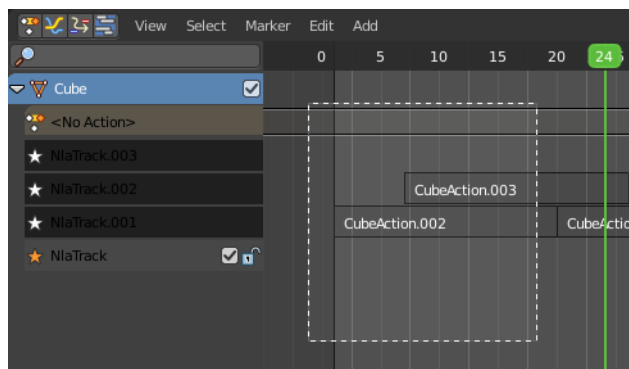 View Select Marker Edit Add
0 5 10 15 20 24
Cube
<No Action>
NlaTrack.003
NlaTrack.002 CubeAction.003
NlaTrack.001 CubeAction.002 CubeActio
NlaTrack